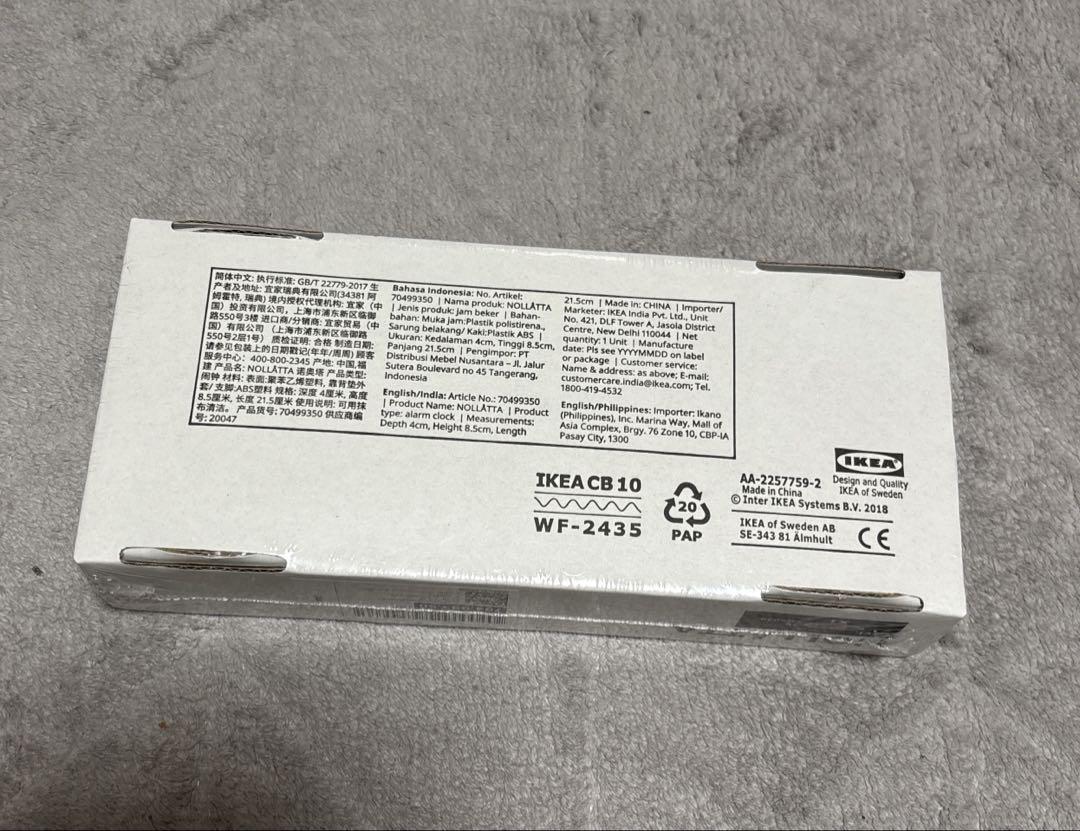 简体中文: 执行标准: GB/T 22779-2017 生
产者及地址: 宜家瑞典有限公司(34381 阿
姆霍特, 瑞典) 境内授权代理机构: 宜家（中
国）投资有限公司，上海市浦东新区临御
路550号3楼 进口商/分销商: 宜家贸易（中
国）有限公司（上海市浦东新区临御路
550号2层1号） 质检证明: 合格 制造日期:
请参见包装上的日期戳记(年年/周周) 顾客
服务中心: 400-800-2345 产地: 中国,福
建 产品名: NOLLÅTTA 诺奥塔 产品类型:
闹钟 材料: 表面:聚苯乙烯塑料, 靠背垫外
套/ 支脚:ABS塑料 规格: 深度 4厘米, 高度
8.5厘米, 长度 21.5厘米 使用说明: 可用抹
布清洁。 产品货号: 70499350 供应商编
号: 20047
Bahasa Indonesia: No. Artikel:
70499350 | Nama produk: NOLLÅTTA
| Jenis produk: jam beker | Bahan-
bahan: Muka jam:Plastik polistirena.,
Sarung belakang/ Kaki:Plastik ABS |
Ukuran: Kedalaman 4cm, Tinggi 8.5cm,
Panjang 21.5cm | Pengimpor: PT
Distribusi Mebel Nusantara – Jl. Jalur
Sutera Boulevard no 45 Tangerang,
Indonesia
English/India: Article No.: 70499350
| Product Name: NOLLÅTTA | Product
type: alarm clock | Measurements:
Depth 4cm, Height 8.5cm, Length
21.5cm | Made in: CHINA | Importer/
Marketer: IKEA India Pvt. Ltd., Unit
No. 421, DLF Tower A, Jasola District
Centre, New Delhi 110044 | Net
quantity: 1 Unit | Manufacture
date: Pls see YYYYMMDD on label
or package | Customer service:
Name & address: as above; E-mail:
customercare.india@ikea.com; Tel.
1800-419-4532
English/Philippines: Importer: Ikano
(Philippines), Inc. Marina Way, Mall of
Asia Complex, Brgy. 76 Zone 10, CBP-IA
Pasay City, 1300
IKEA CB 10
WF-2435
20
PAP
AA-2257759-2
Made in China
© Inter IKEA Systems B.V. 2018
IKEA of Sweden AB
SE-343 81 Älmhult
IKEA
Design and Quality
IKEA of Sweden
CE